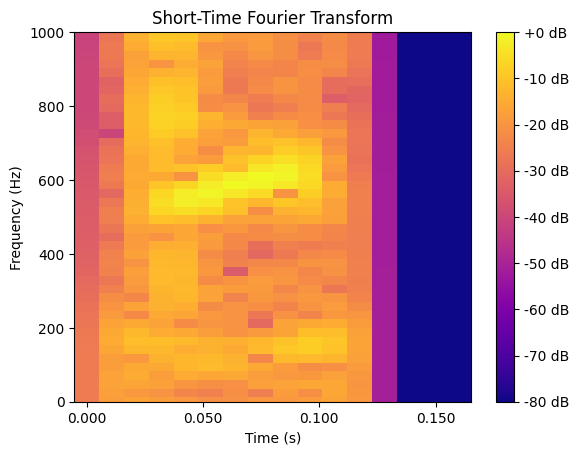 Short-Time Fourier Transform
1000
800
600
400
200
0
Frequency (Hz)
0.000
0.050
0.100
0.150
Time (s)
+0 dB
-10 dB
-20 dB
-30 dB
-40 dB
-50 dB
-60 dB
-70 dB
-80 dB